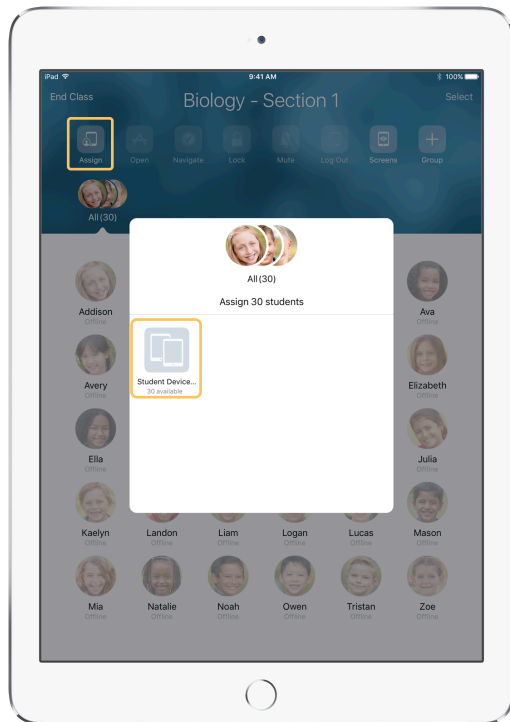 iPad
9:41 AM
100%
End Class
Biology - Section 1
Select
Assign
Open
Navigate
Lock
Mute
Log Out
Screens
Group
All (30)
All (30)
Assign 30 students
Student Device...
30 available
Addison
Offline
Ava
Offline
Avery
Offline
Elizabeth
Offline
Ella
Offline
Julia
Offline
Kaelyn
Landon
Liam
Logan
Lucas
Mason
Offline
Offline
Offline
Offline
Offline
Offline
Mia
Natalie
Noah
Owen
Tristan
Zoe
Offline
Offline
Offline
Offline
Offline
Offline